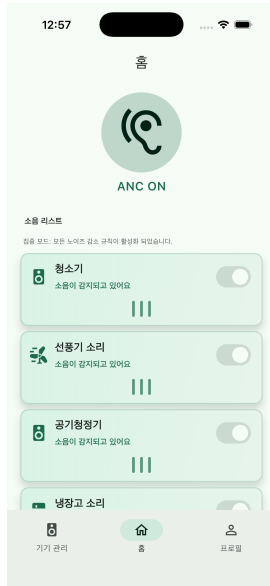 12:57
홈
ANC ON
소음 리스트
집중 모드: 모든 노이즈 감소 규칙이 활성화 되었습니다.
청소기
소음이 감지되고 있어요
선풍기 소리
소음이 감지되고 있어요
공기청정기
소음이 감지되고 있어요
냉장고 소리
기기 관리
홈
프로필